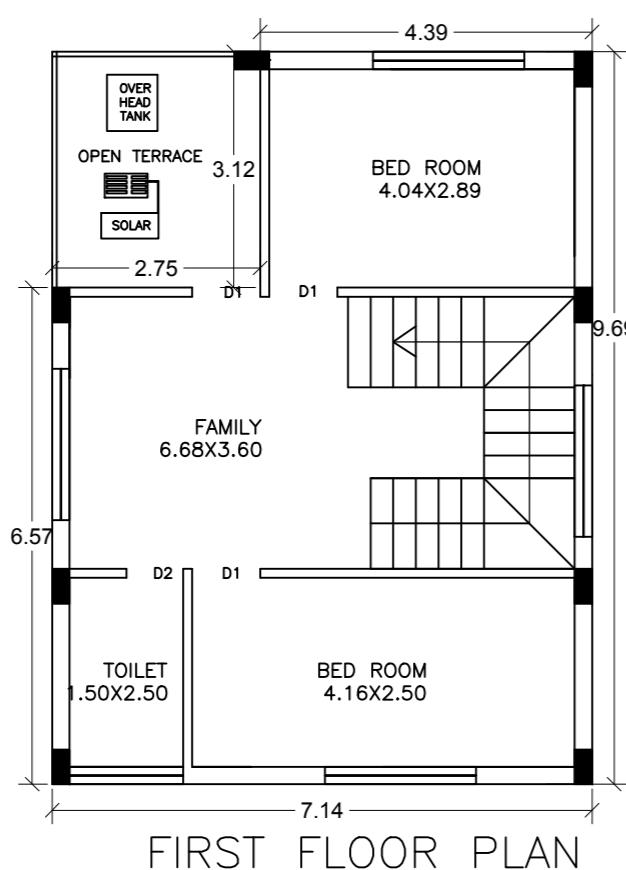 4.39
OVER
HEAD
TANK
OPEN TERRACE
3.12
BED ROOM
4.04X2.89
SOLAR
2.75
D1
D1
9.69
FAMILY
6.68X3.60
6.57
D2
D1
TOILET
1.50X2.50
BED ROOM
4.16X2.50
7.14
FIRST FLOOR PLAN